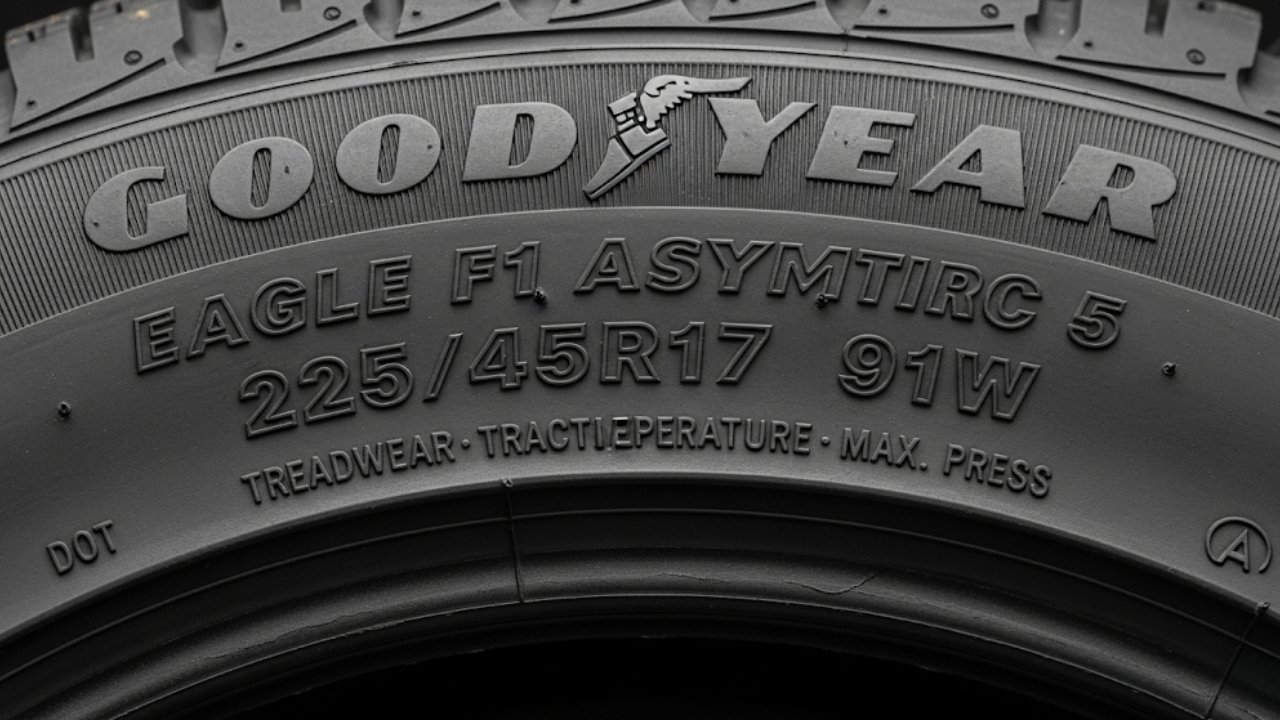 GOODYEAR
EAGLE F1 ASYMTIRC 5
225/45R17 91W
TREADWEAR · TRACTIEPERATURE · MAX. PRESS
DOT
A